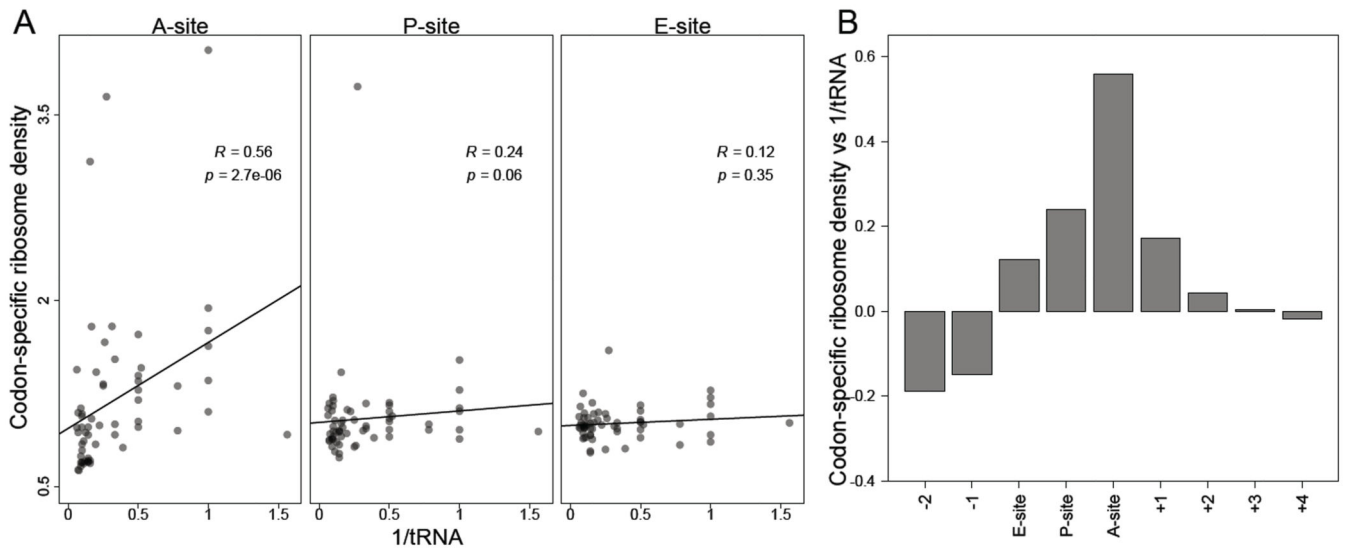 A
A-site
P-site
E-site
Codon-specific ribosome density
3.5
2
0.5
R = 0.56
p = 2.7e-06
R = 0.24
p = 0.06
R = 0.12
p = 0.35
0 0.5 1 1.5
0 0.5 1 1.5
0 0.5 1 1.5
1/tRNA
B
Codon-specific ribosome density vs 1/tRNA
0.6
0.4
0.2
0.0
-0.2
-0.4
-2
-1
E-site
P-site
A-site
+1
+2
+3
+4